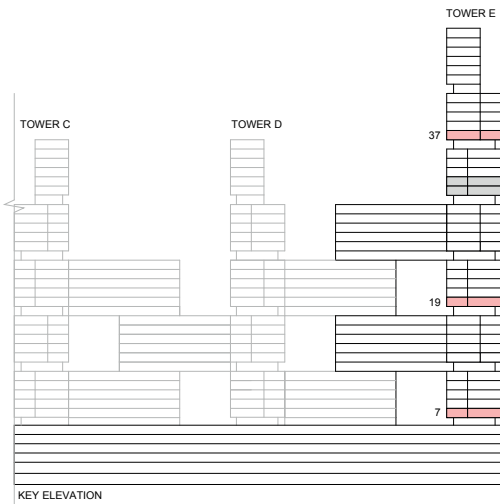 TOWER E
TOWER C
TOWER D
37
19
7
KEY ELEVATION